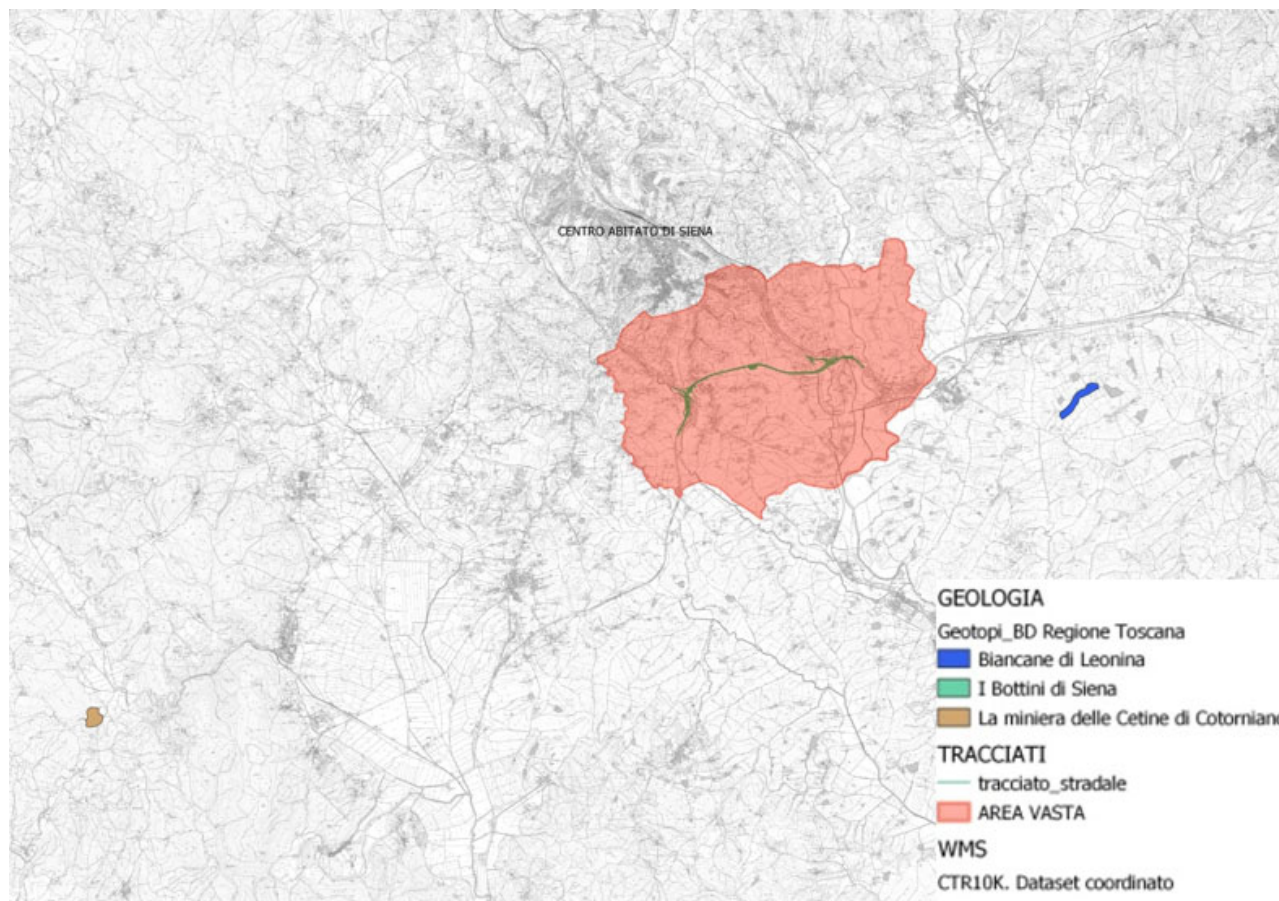 CENTRO ABITATO DI SIENA
GEOLOGIA
Geotopi_BD Regione Toscana
Biancane di Leonina
I Bottini di Siena
La miniera delle Cetine di Cotorniano
TRACCIATI
tracciato_stradale
AREA VASTA
WMS
CTR10K. Dataset coordinato